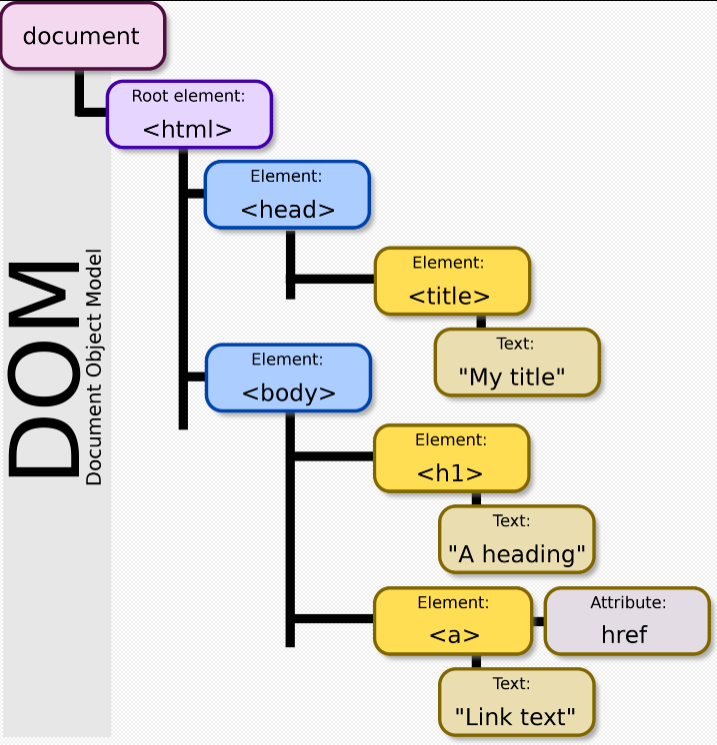 document
Root element:
<html>
Element:
<head>
Element:
<title>
Text:
"My title"
Element:
<body>
Element:
<h1>
Text:
"A heading"
Element:
<a>
Attribute:
href
Text:
"Link text"
DOM
Document Object Model